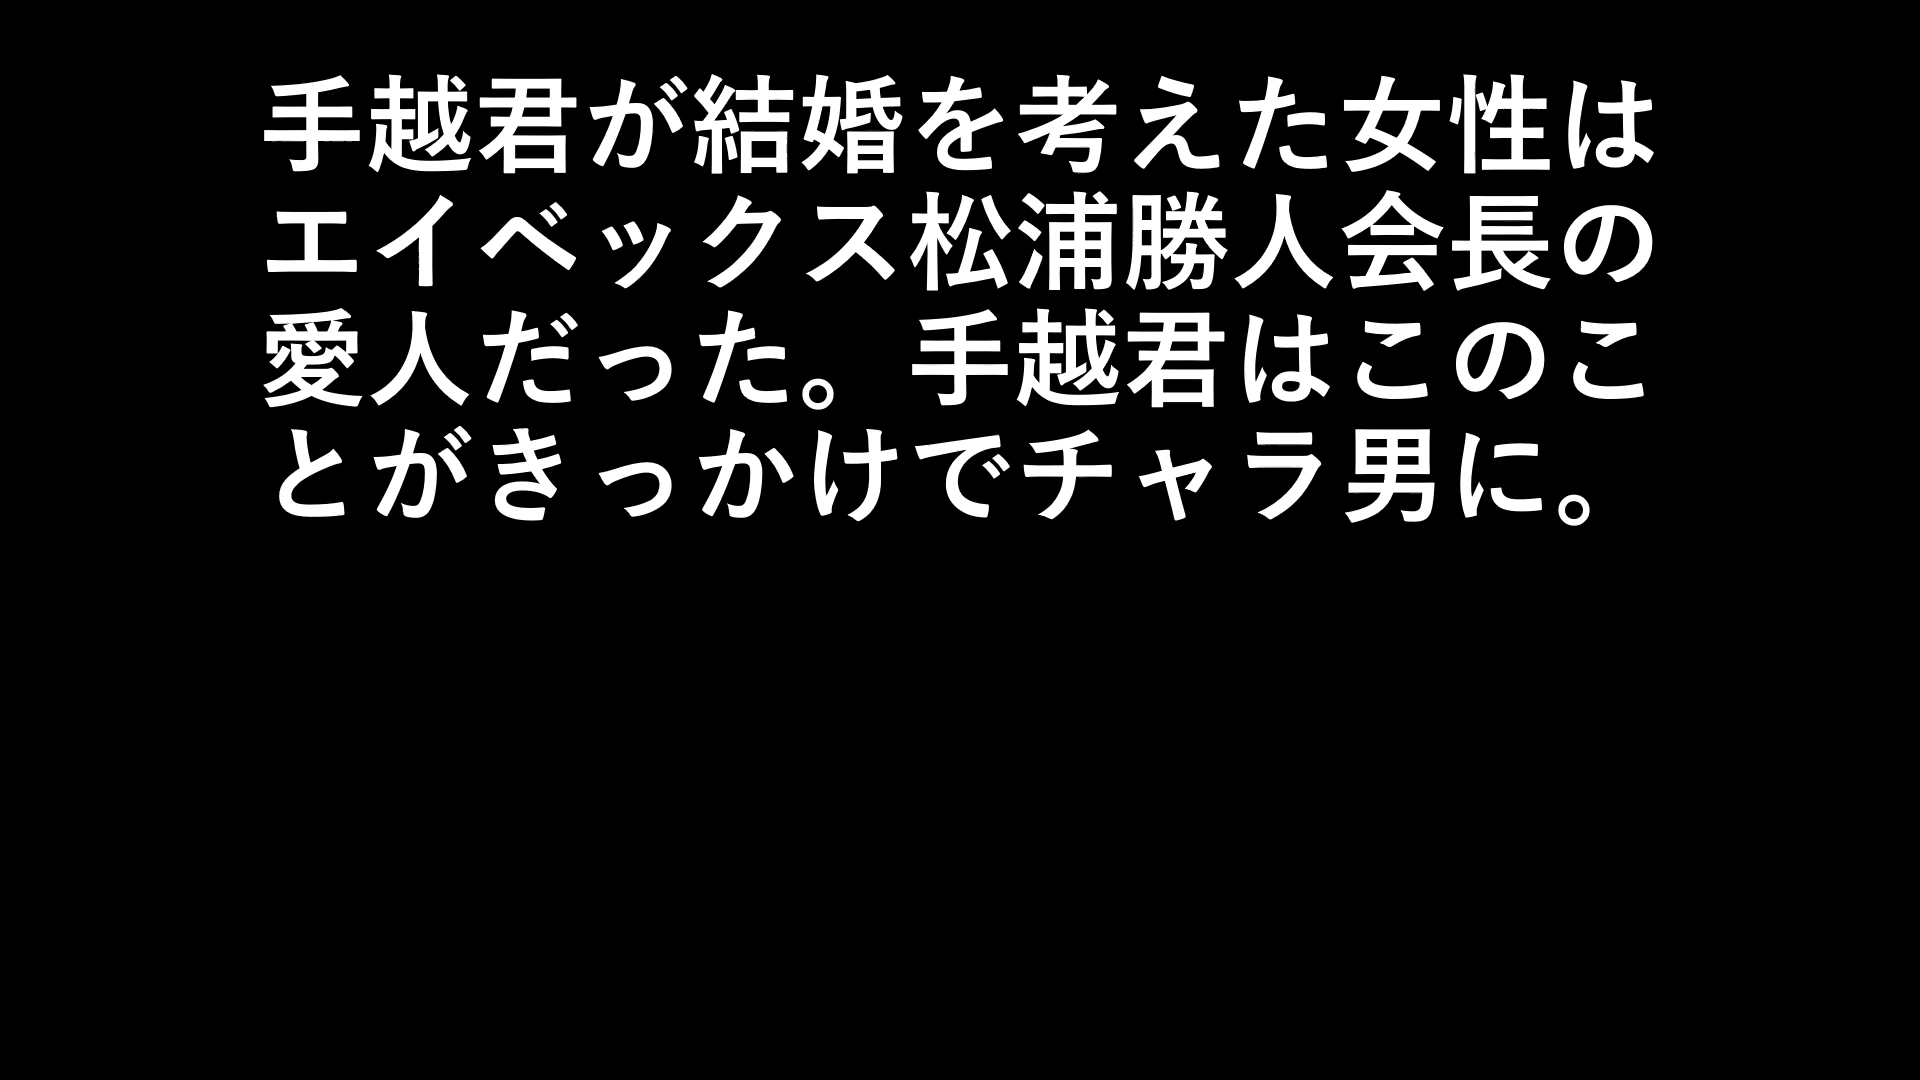 手越君が結婚を考えた女性は
エイベックス松浦勝人会長の
愛人だった。手越君はこのこ
とがきっかけでチャラ男に。